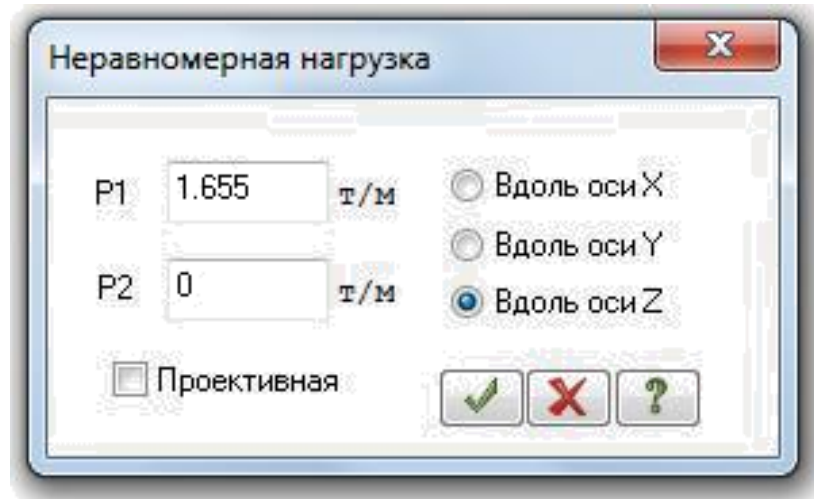 Неравномерная нагрузка
P1 1.655 т/м
Вдоль оси X
Вдоль оси Y
P2 0 т/м
Вдоль оси Z
Проективная
?